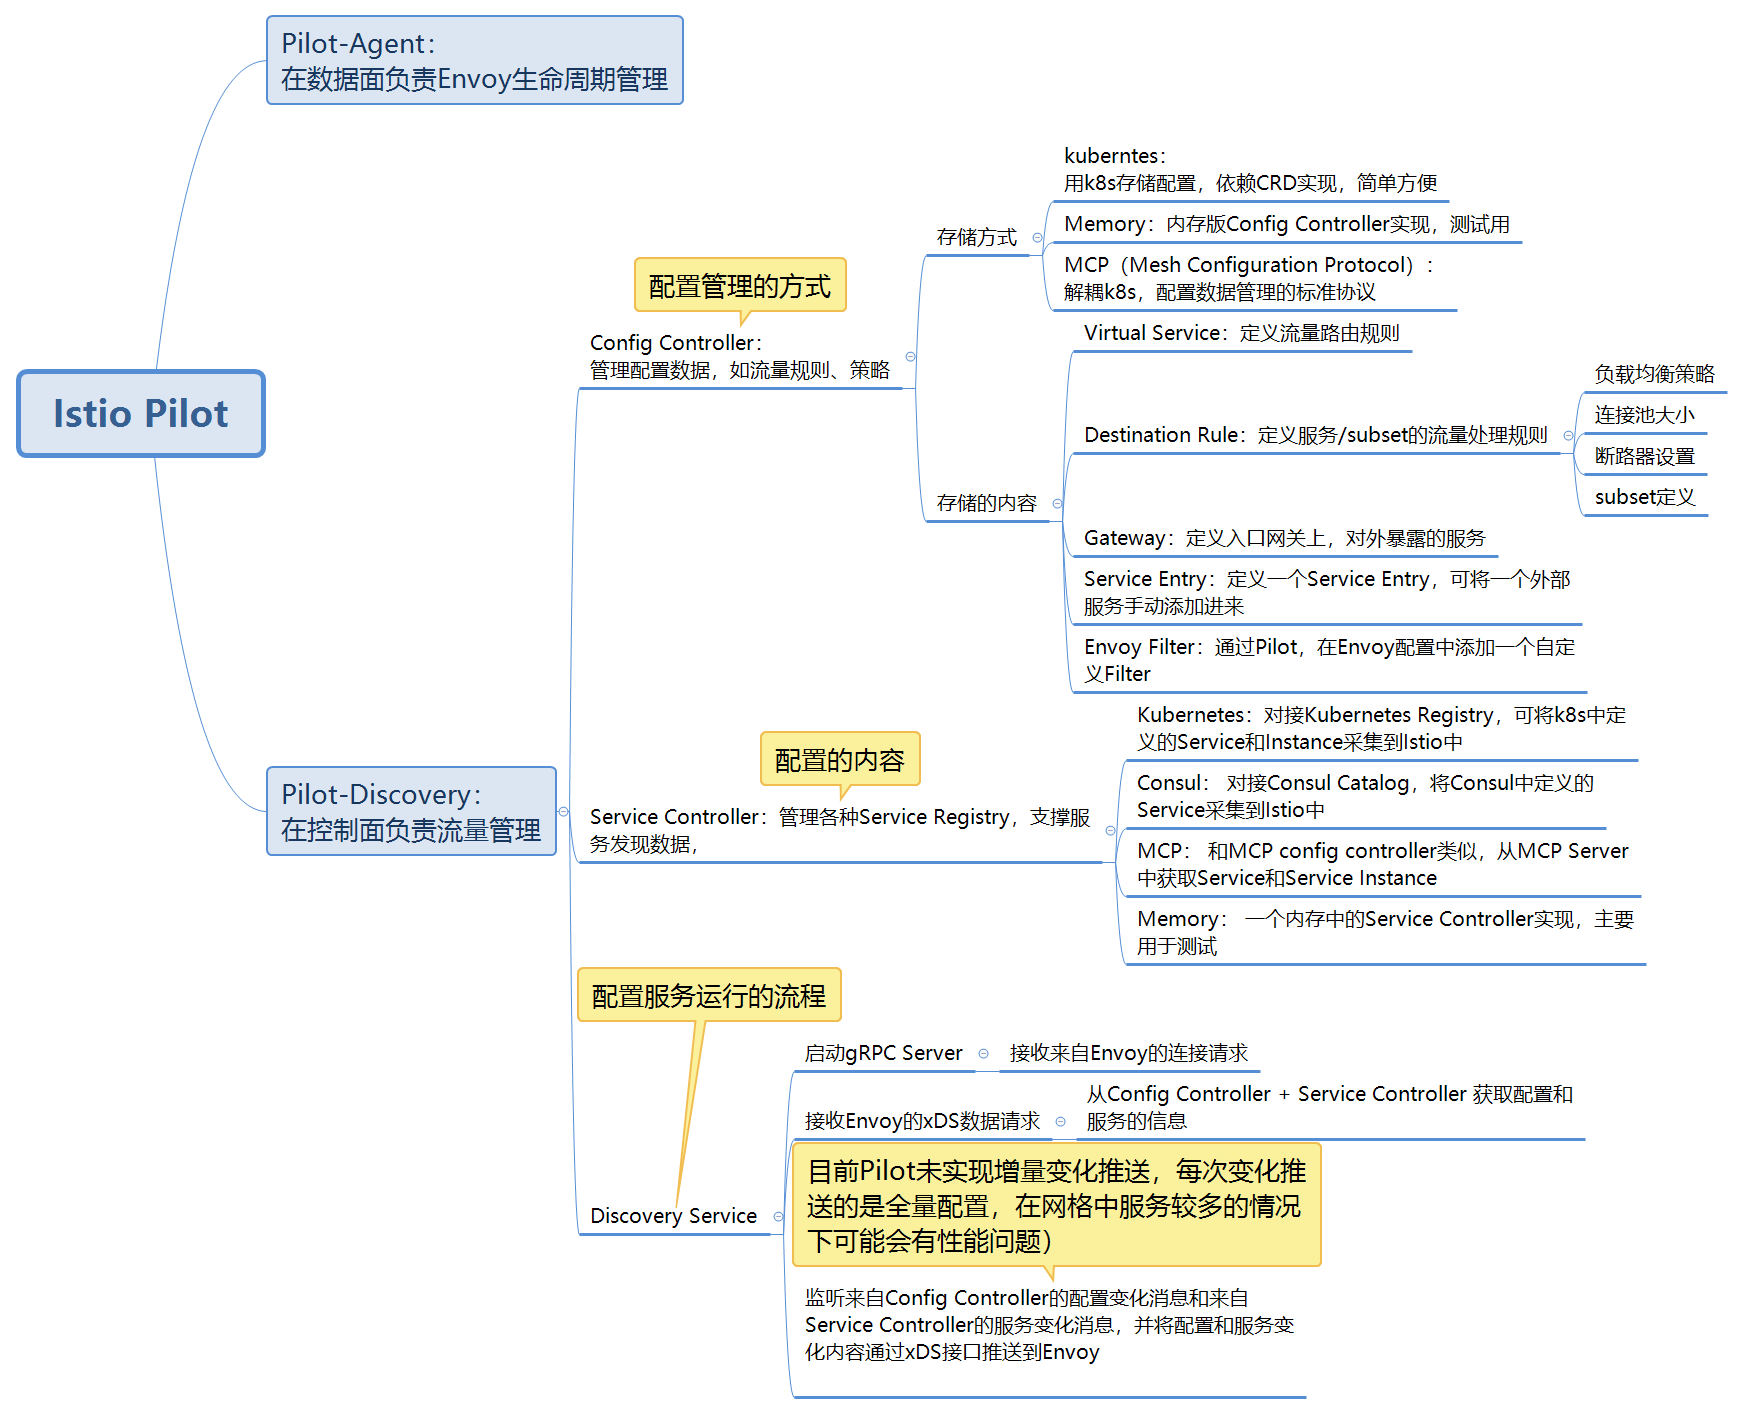 Pilot-Agent：
在数据面负责Envoy生命周期管理
Istio Pilot
Pilot-Discovery：
在控制面负责流量管理
配置管理的方式
Config Controller：
管理配置数据，如流量规则、策略
存储方式
kuberntes：
用k8s存储配置，依赖CRD实现，简单方便
Memory：内存版Config Controller实现，测试用
MCP（Mesh Configuration Protocol）：
解耦k8s，配置数据管理的标准协议
存储的内容
Virtual Service：定义流量路由规则
Destination Rule：定义服务/subset的流量处理规则
负载均衡策略
连接池大小
断路器设置
subset定义
Gateway：定义入口网关上，对外暴露的服务
Service Entry：定义一个Service Entry，可将一个外部
服务手动添加进来
Envoy Filter：通过Pilot，在Envoy配置中添加一个自定
义Filter
配置的内容
Service Controller：管理各种Service Registry，支撑服
务发现数据，
Kubernetes：对接Kubernetes Registry，可将k8s中定
义的Service和Instance采集到Istio中
Consul： 对接Consul Catalog，将Consul中定义的
Service采集到Istio中
MCP： 和MCP config controller类似，从MCP Server
中获取Service和Service Instance
Memory： 一个内存中的Service Controller实现，主要
用于测试
配置服务运行的流程
Discovery Service
启动gRPC Server
接收来自Envoy的连接请求
接收Envoy的xDS数据请求
从Config Controller + Service Controller 获取配置和
服务的信息
目前Pilot未实现增量变化推送，每次变化推
送的是全量配置，在网格中服务较多的情况
下可能会有性能问题）
监听来自Config Controller的配置变化消息和来自
Service Controller的服务变化消息，并将配置和服务变
化内容通过xDS接口推送到Envoy